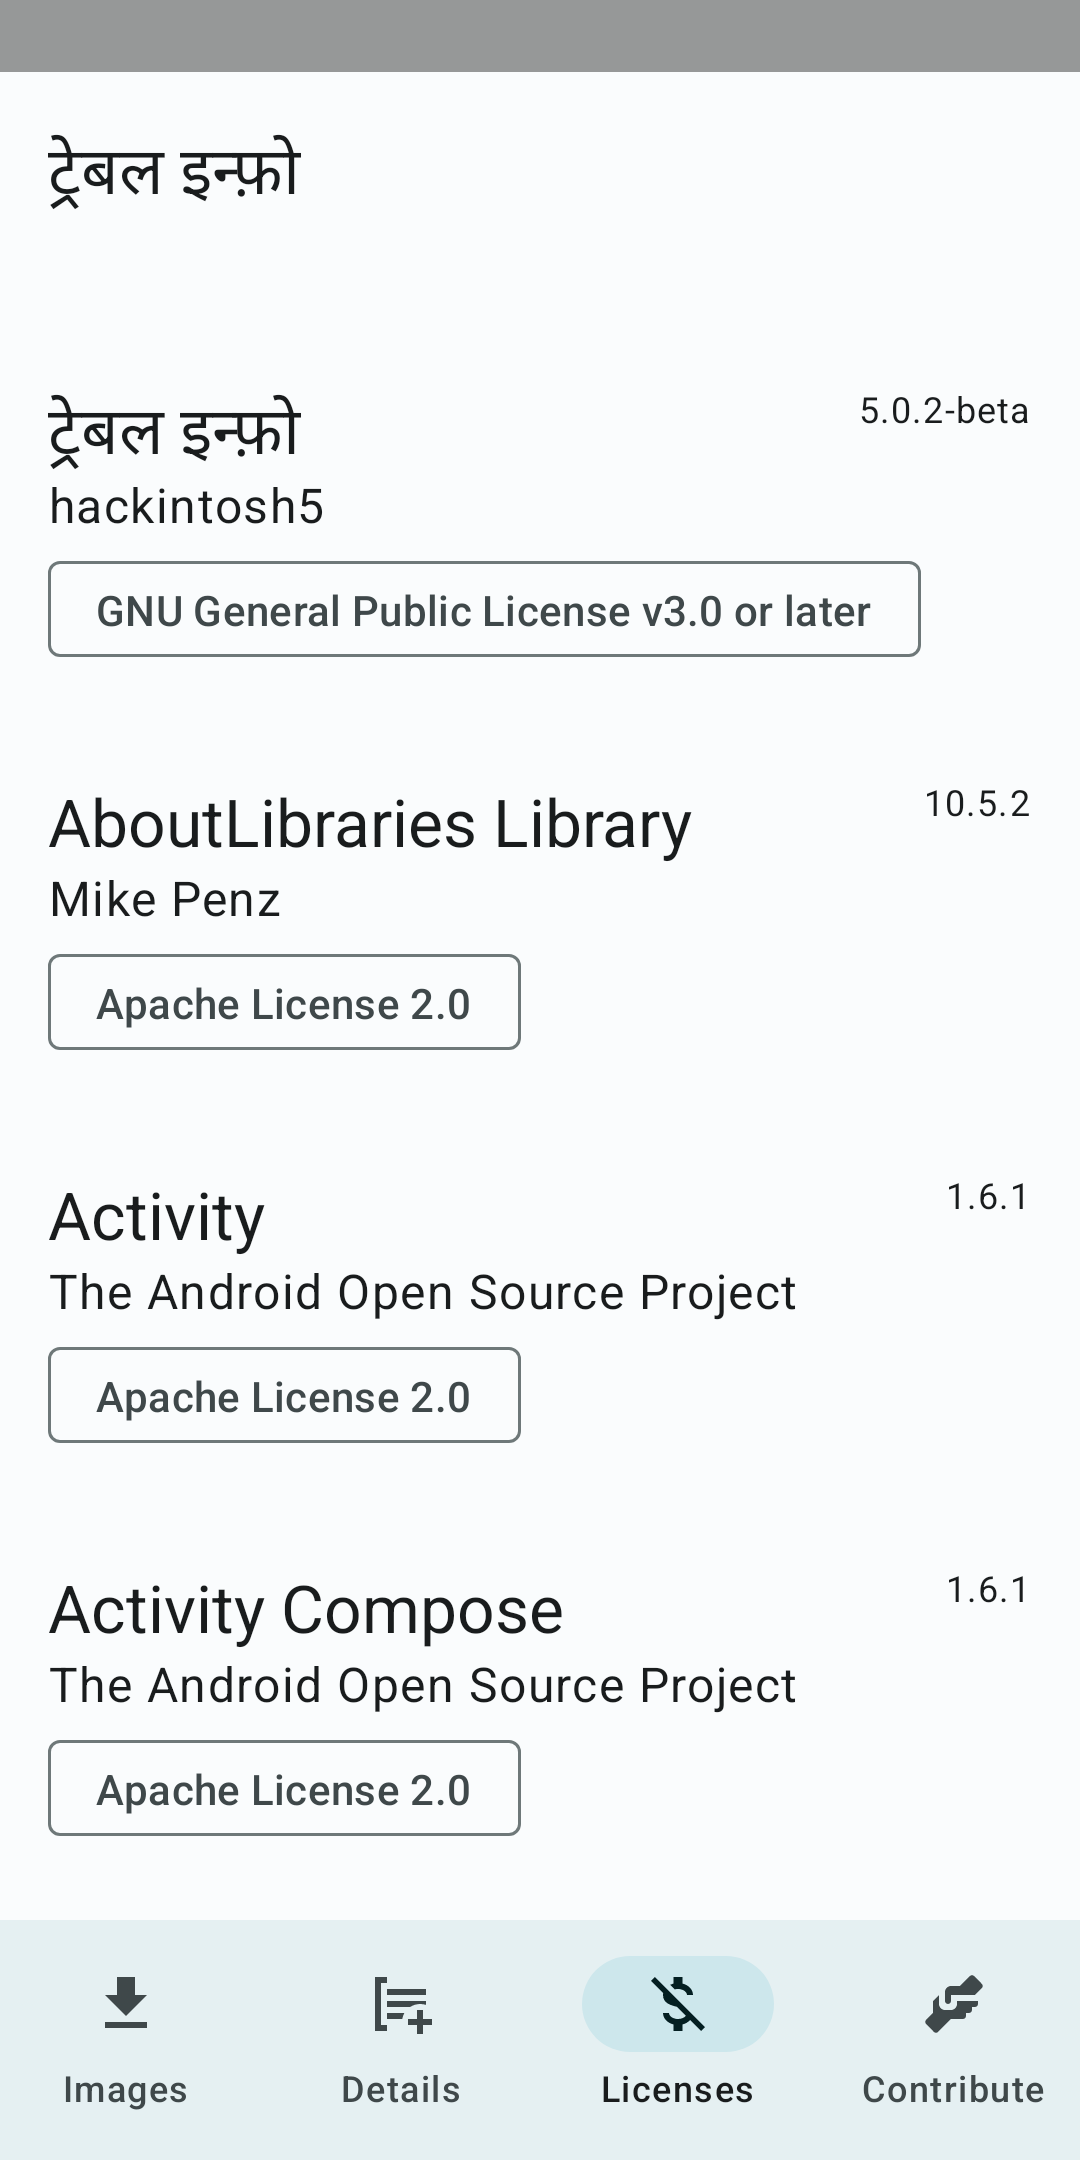 ट्रेबल इन्फ़ो
ट्रेबल इन्फ़ो
5.0.2-beta
hackintosh5
GNU General Public License v3.0 or later
AboutLibraries Library
10.5.2
Mike Penz
Apache License 2.0
Activity
1.6.1
The Android Open Source Project
Apache License 2.0
Activity Compose
1.6.1
The Android Open Source Project
Apache License 2.0
Images
Details
Licenses
Contribute